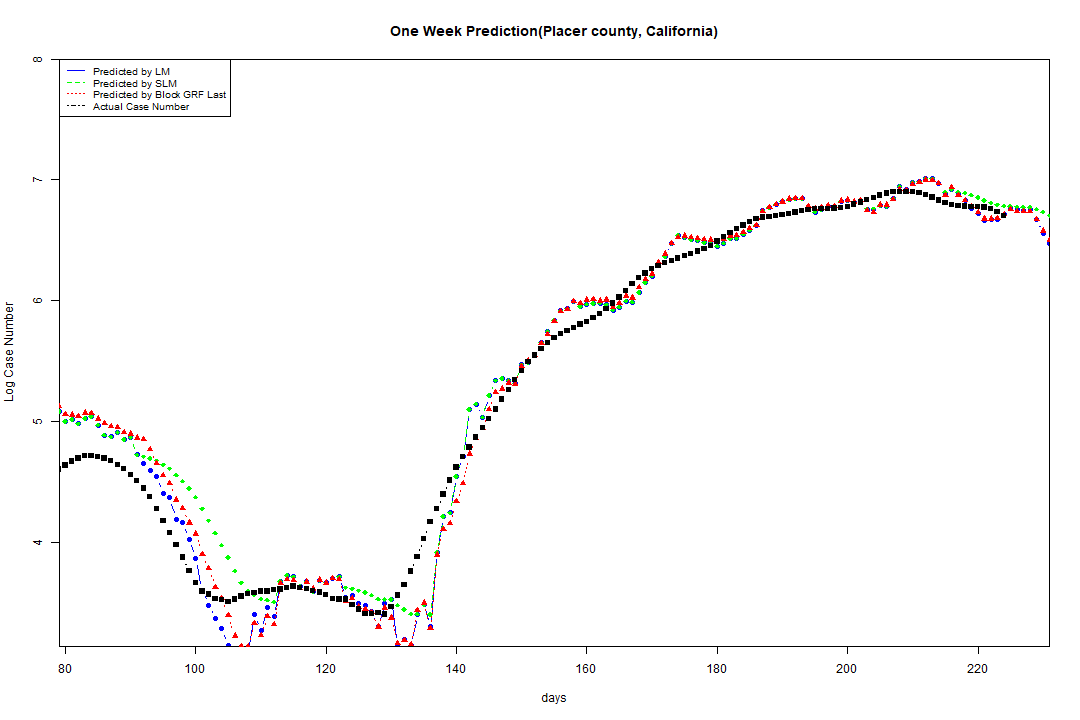 One Week Prediction(Placer county, California)
Predicted by LM
Predicted by SLM
Predicted by Block GRF Last
Actual Case Number
8
7
6
5
4
Log Case Number
80 100 120 140 160 180 200 220
days